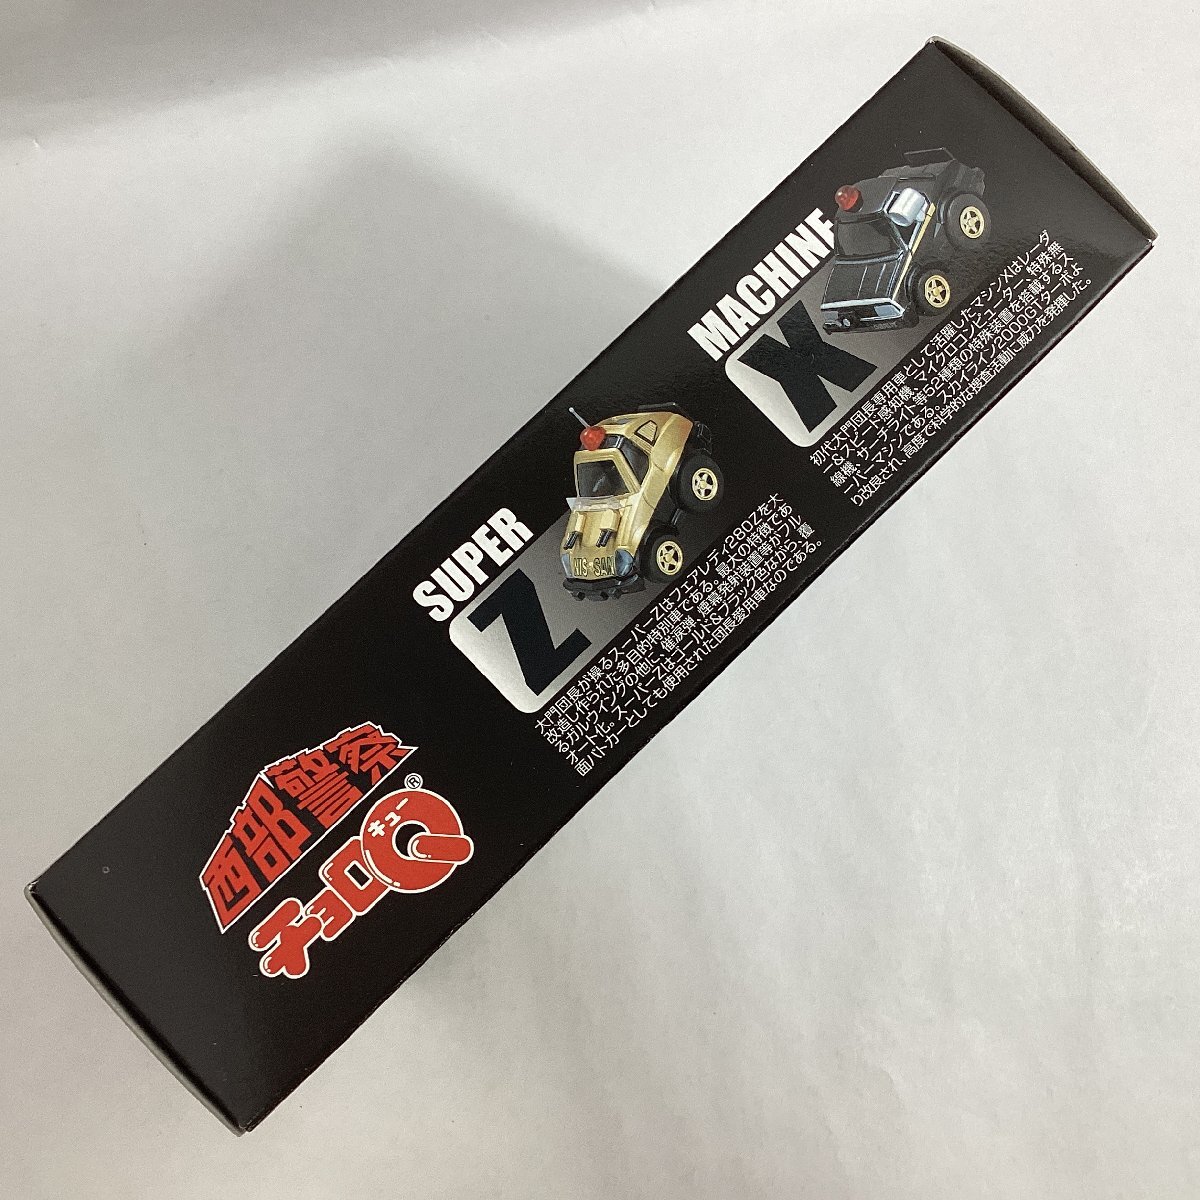 西部警察
チョロQ
キュー
®
SUPER
Z
NISSAN
大門団長が操るスーパーZはフェアレディ280Zを大
改造し作られた多目的特別車である。最大の特徴であ
るガルウイングの他に、催涙弾、煙幕発射装置等がフル
オート化。スーパーZはゴールド&ブラック色ながら、覆
面パトカーとしても使用された団長愛用車なのである。
MACHINE
X
初代大門団長専用車として活躍したマシンXはレーダ
ー&スピード感知機、マイクロコンピューター、特殊無
線機、サーチライト等52種類の特殊装置を搭載するス
ーパーマシンである。スカイライン2000GTターボよ
り改良され、高度で科学的な捜査活動に威力を発揮した。